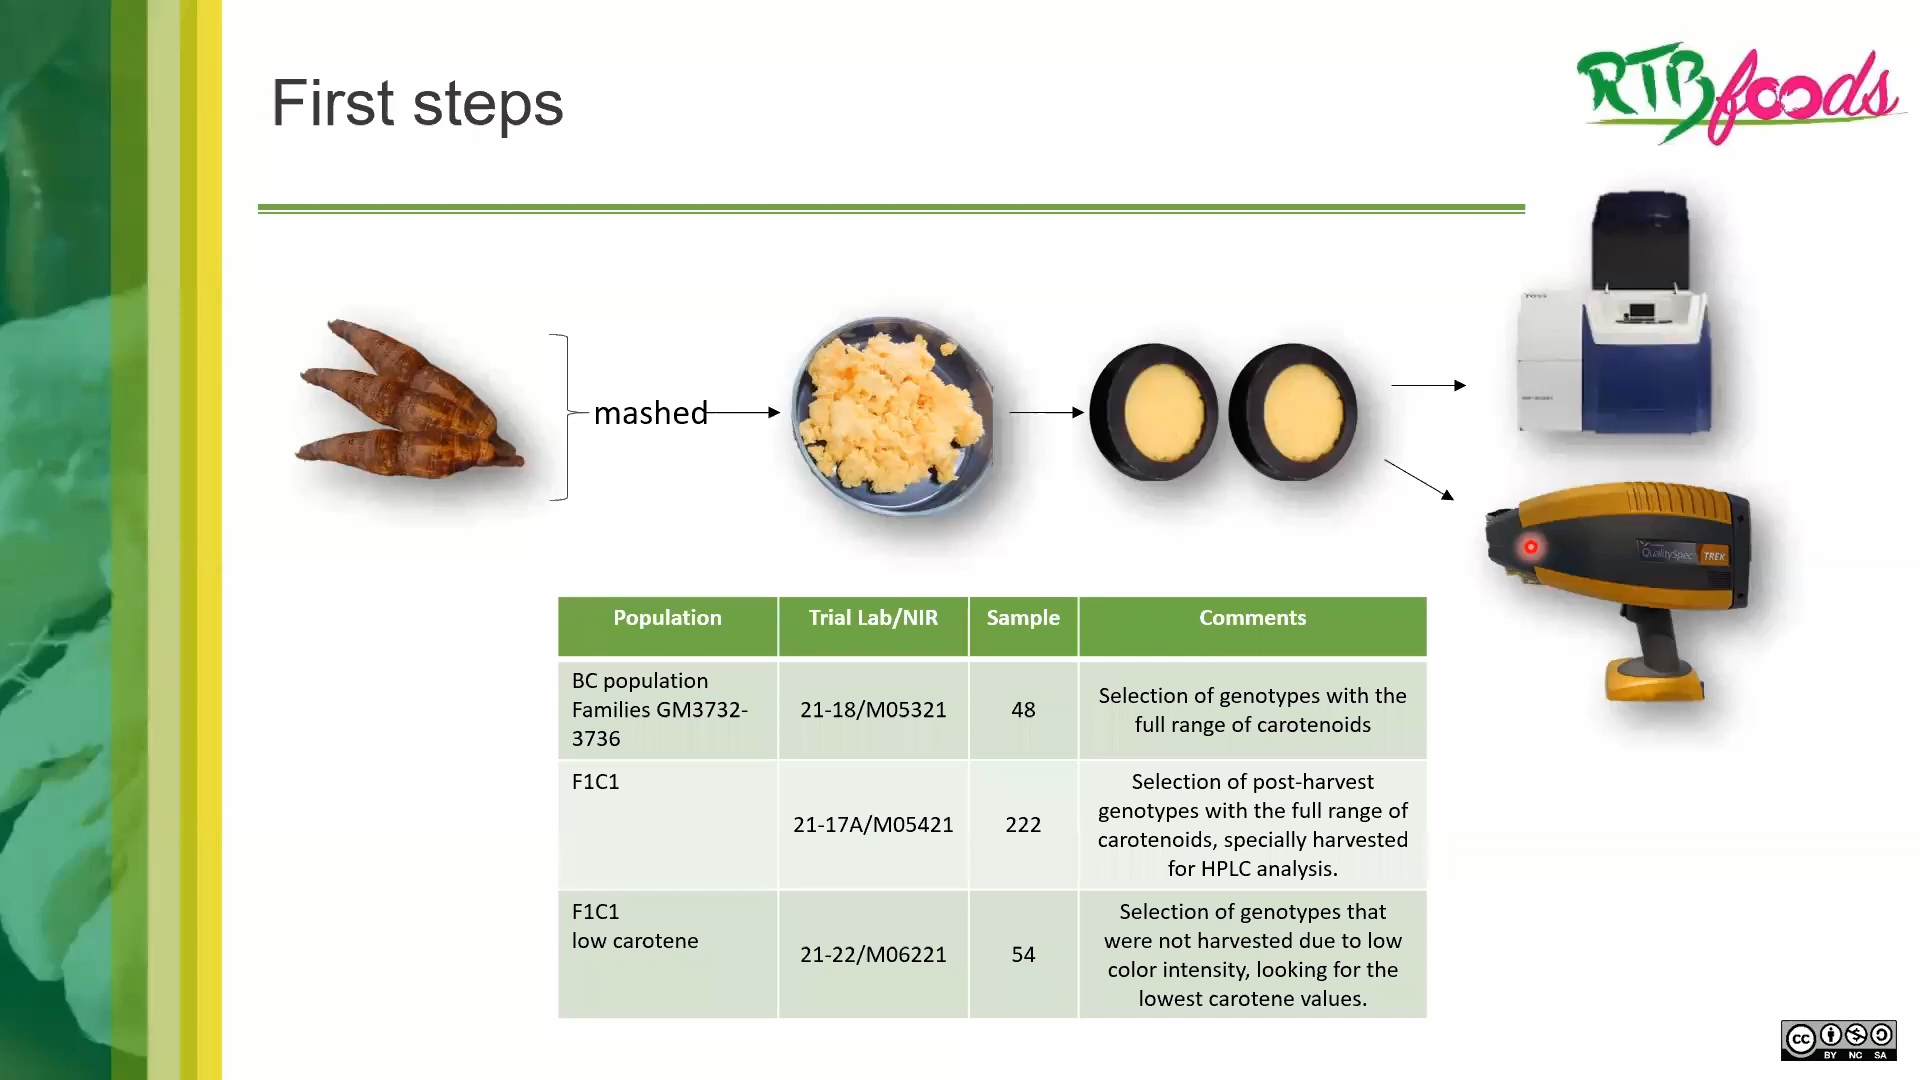 First steps
RTBfoods
mashed
FOSS
QualitySpec TREK
Population Trial Lab/NIR Sample Comments
BC population
Families GM3732-
3736
21-18/M05321
48
Selection of genotypes with the
full range of carotenoids
F1C1
21-17A/M05421
222
Selection of post-harvest
genotypes with the full range of
carotenoids, specially harvested
for HPLC analysis.
F1C1
low carotene
21-22/M06221
54
Selection of genotypes that
were not harvested due to low
color intensity, looking for the
lowest carotene values.
cc
BY NC SA